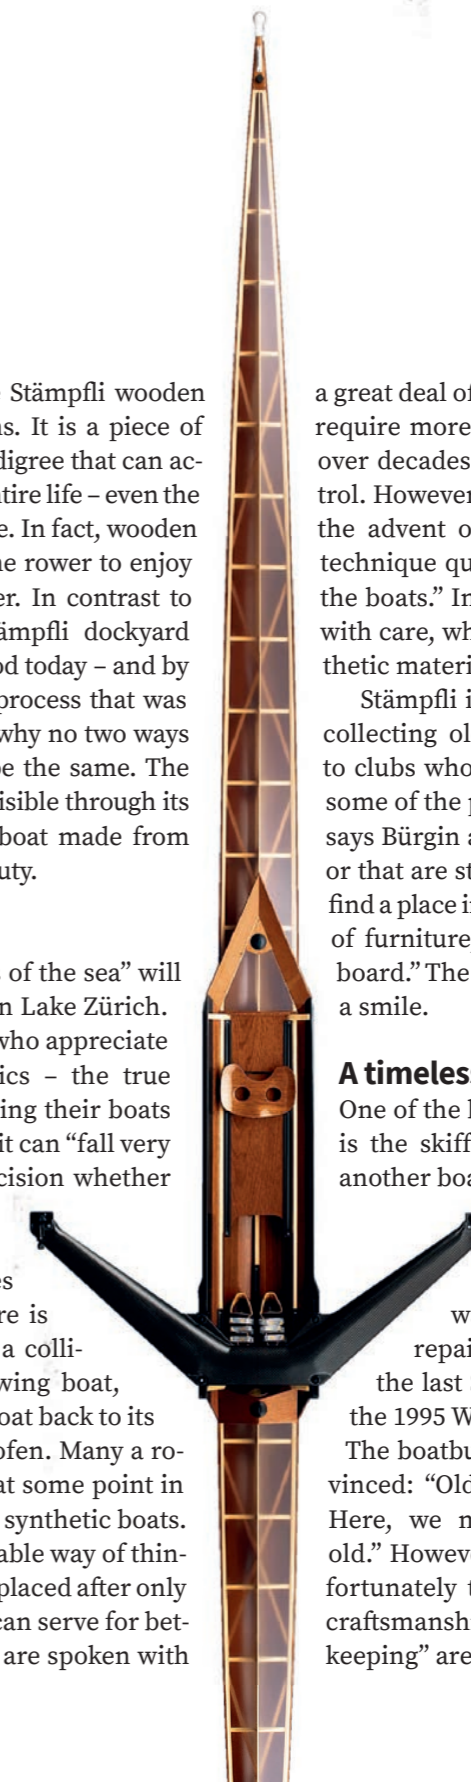 Stämpfli wooden
ns. It is a piece of
digree that can ac-
ntire life – even the
e. In fact, wooden
ne rower to enjoy
er. In contrast to
ämpfli dockyard
od today – and by
process that was
why no two ways
be the same. The
isible through its
boat made from
uty.
s of the sea” will
n Lake Zürich.
who appreciate
ics – the true
ing their boats
it can “fall very
cision whether
es
re is
a colli-
wing boat,
oat back to its
ofen. Many a ro-
at some point in
synthetic boats.
able way of thin-
placed after only
can serve for bet-
are spoken with
a great deal of
require more
over decades
trol. However
the advent o
technique qu
the boats.” In
with care, wh
thetic materi
Stämpfli i
collecting ol
to clubs who
some of the p
says Bürgin a
or that are st
find a place i
of furniture
board.” The
a smile.
A timeles
One of the l
is the skiff
another boa
w
repai
the last
the 1995 W
The boatbu
vinced: “Old
Here, we m
old.” Howeve
fortunately t
craftsmanshi
keeping” are